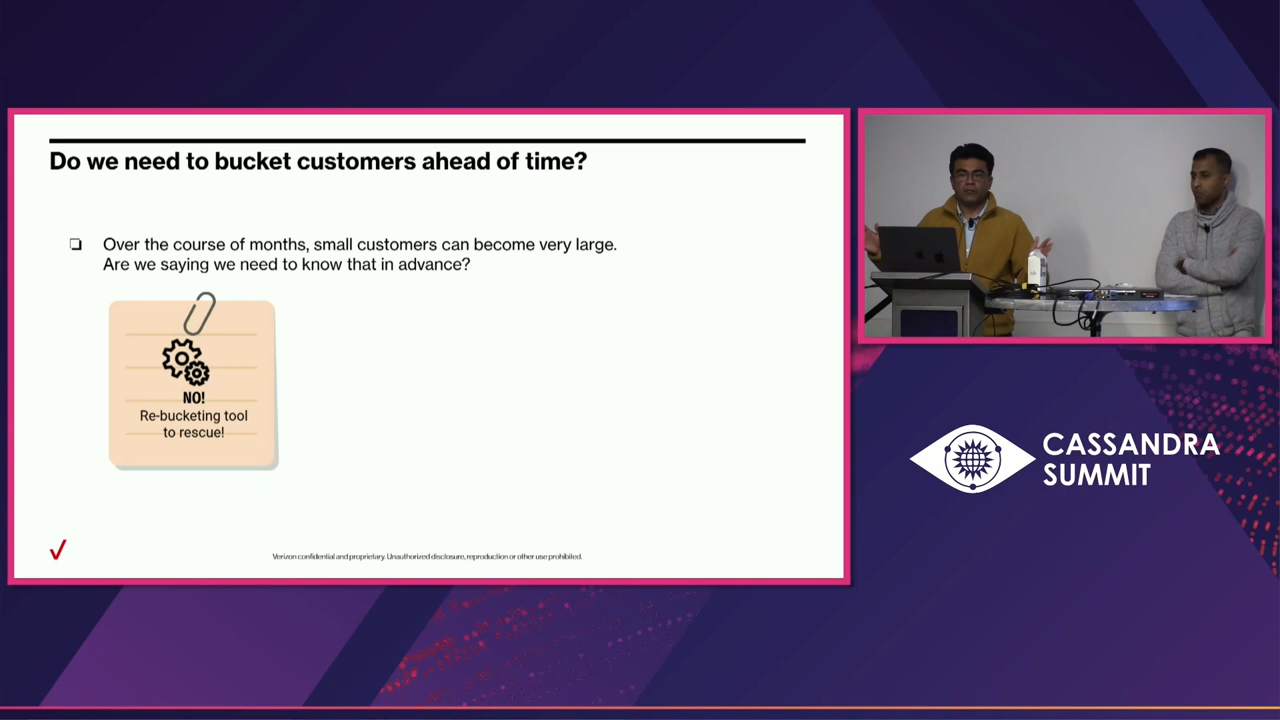 Do we need to bucket customers ahead of time?
Over the course of months, small customers can become very large.
Are we saying we need to know that in advance?
NO!
Re-bucketing tool
to rescue!
Verizon confidential and proprietary. Unauthorized disclosure, reproduction or other use prohibited.
CASSANDRA
SUMMIT